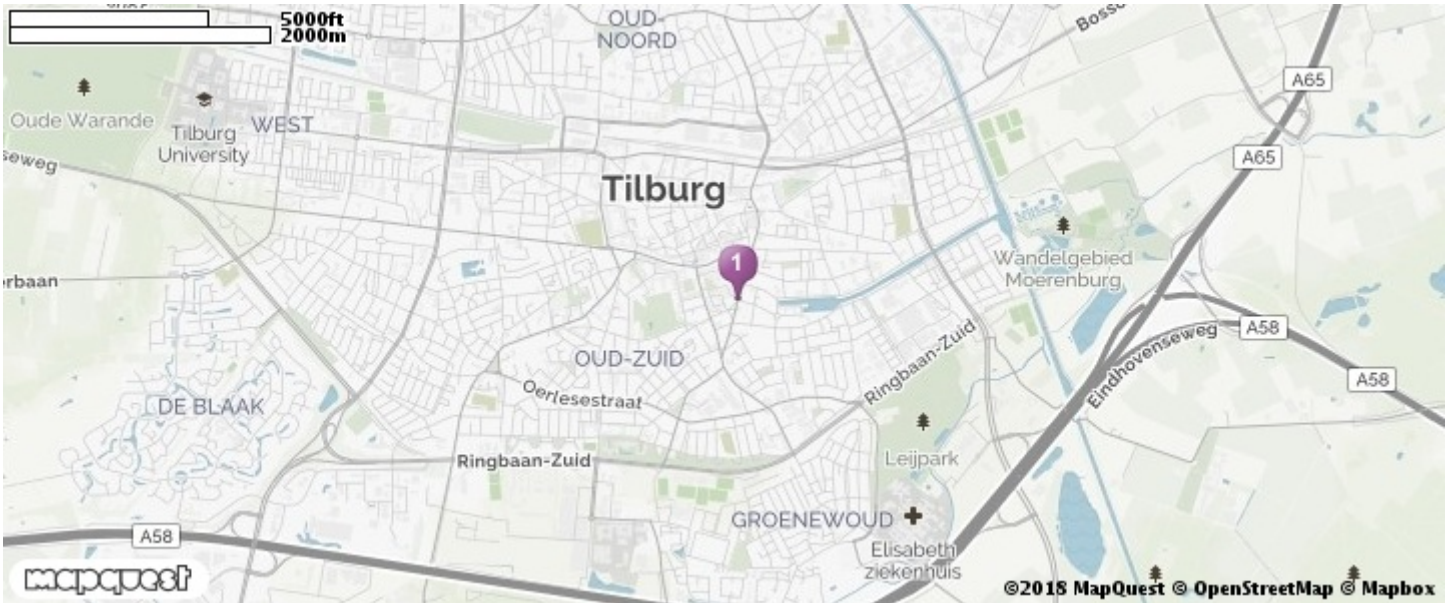 5000ft
2000m
OUD-
NOORD
A65
Oude Warande
Tilburg
University
WEST
seweg
A65
Tilburg
1
Wandelgebied
Moerenburg
erbaan
A58
Eindhovenseweg
OUD-ZUID
Ringbaan-Zuid
A58
Oerlesestraat
DE BLAAK
Ringbaan-Zuid
Leijpark
GROENEWOUD
A58
Elisabeth
ziekenhuis
mapquest
©2018 MapQuest © OpenStreetMap © Mapbox